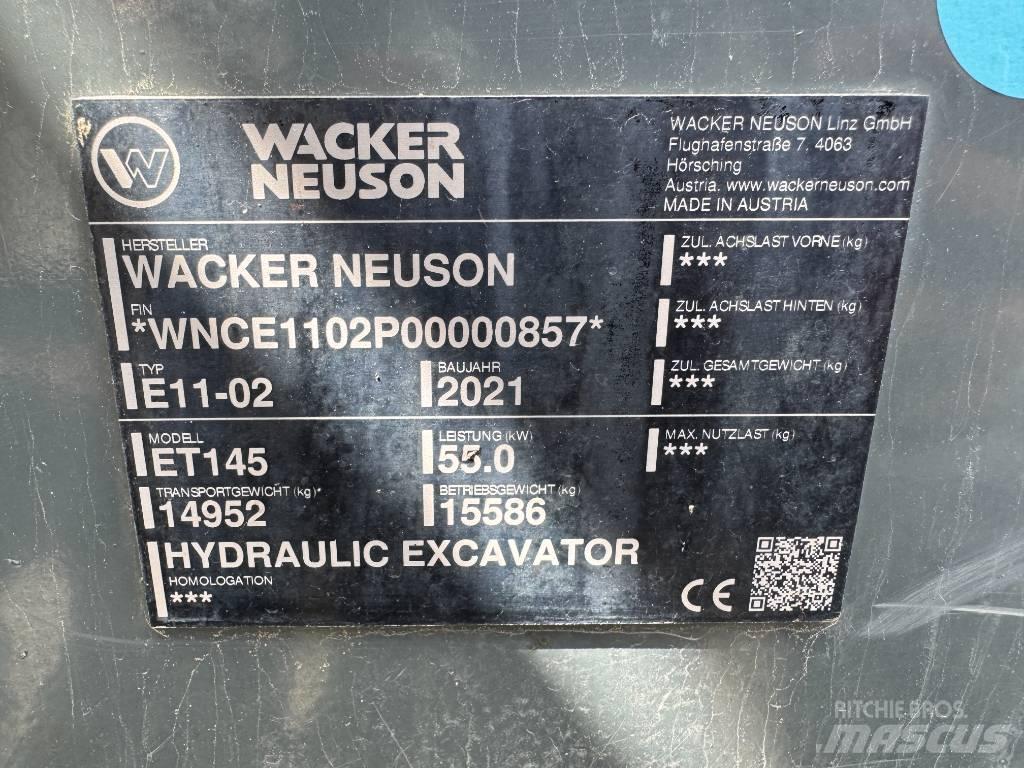 WACKER
NEUSON
WACKER NEUSON Linz GmbH
Flughafenstraße 7, 4063
Hörsching
Austria. www.wackerneuson.com
MADE IN AUSTRIA
HERSTELLER
WACKER NEUSON
FIN
*WNCE1102P00000857*
TYP
E11-02
BAUJAHR
2021
ZUL. ACHSLAST VORNE (kg)
***
ZUL. ACHSLAST HINTEN (kg)
***
ZUL. GESAMTGEWICHT (kg)
***
MODELL
ET145
LEISTUNG (kW)
55.0
MAX. NUTZLAST (kg)
***
TRANSPORTGEWICHT (kg)*
14952
BETRIEBSGEWICHT (kg)
15586
HYDRAULIC EXCAVATOR
HOMOLOGATION
***
CE
RITCHIE BROS.
MASCUS